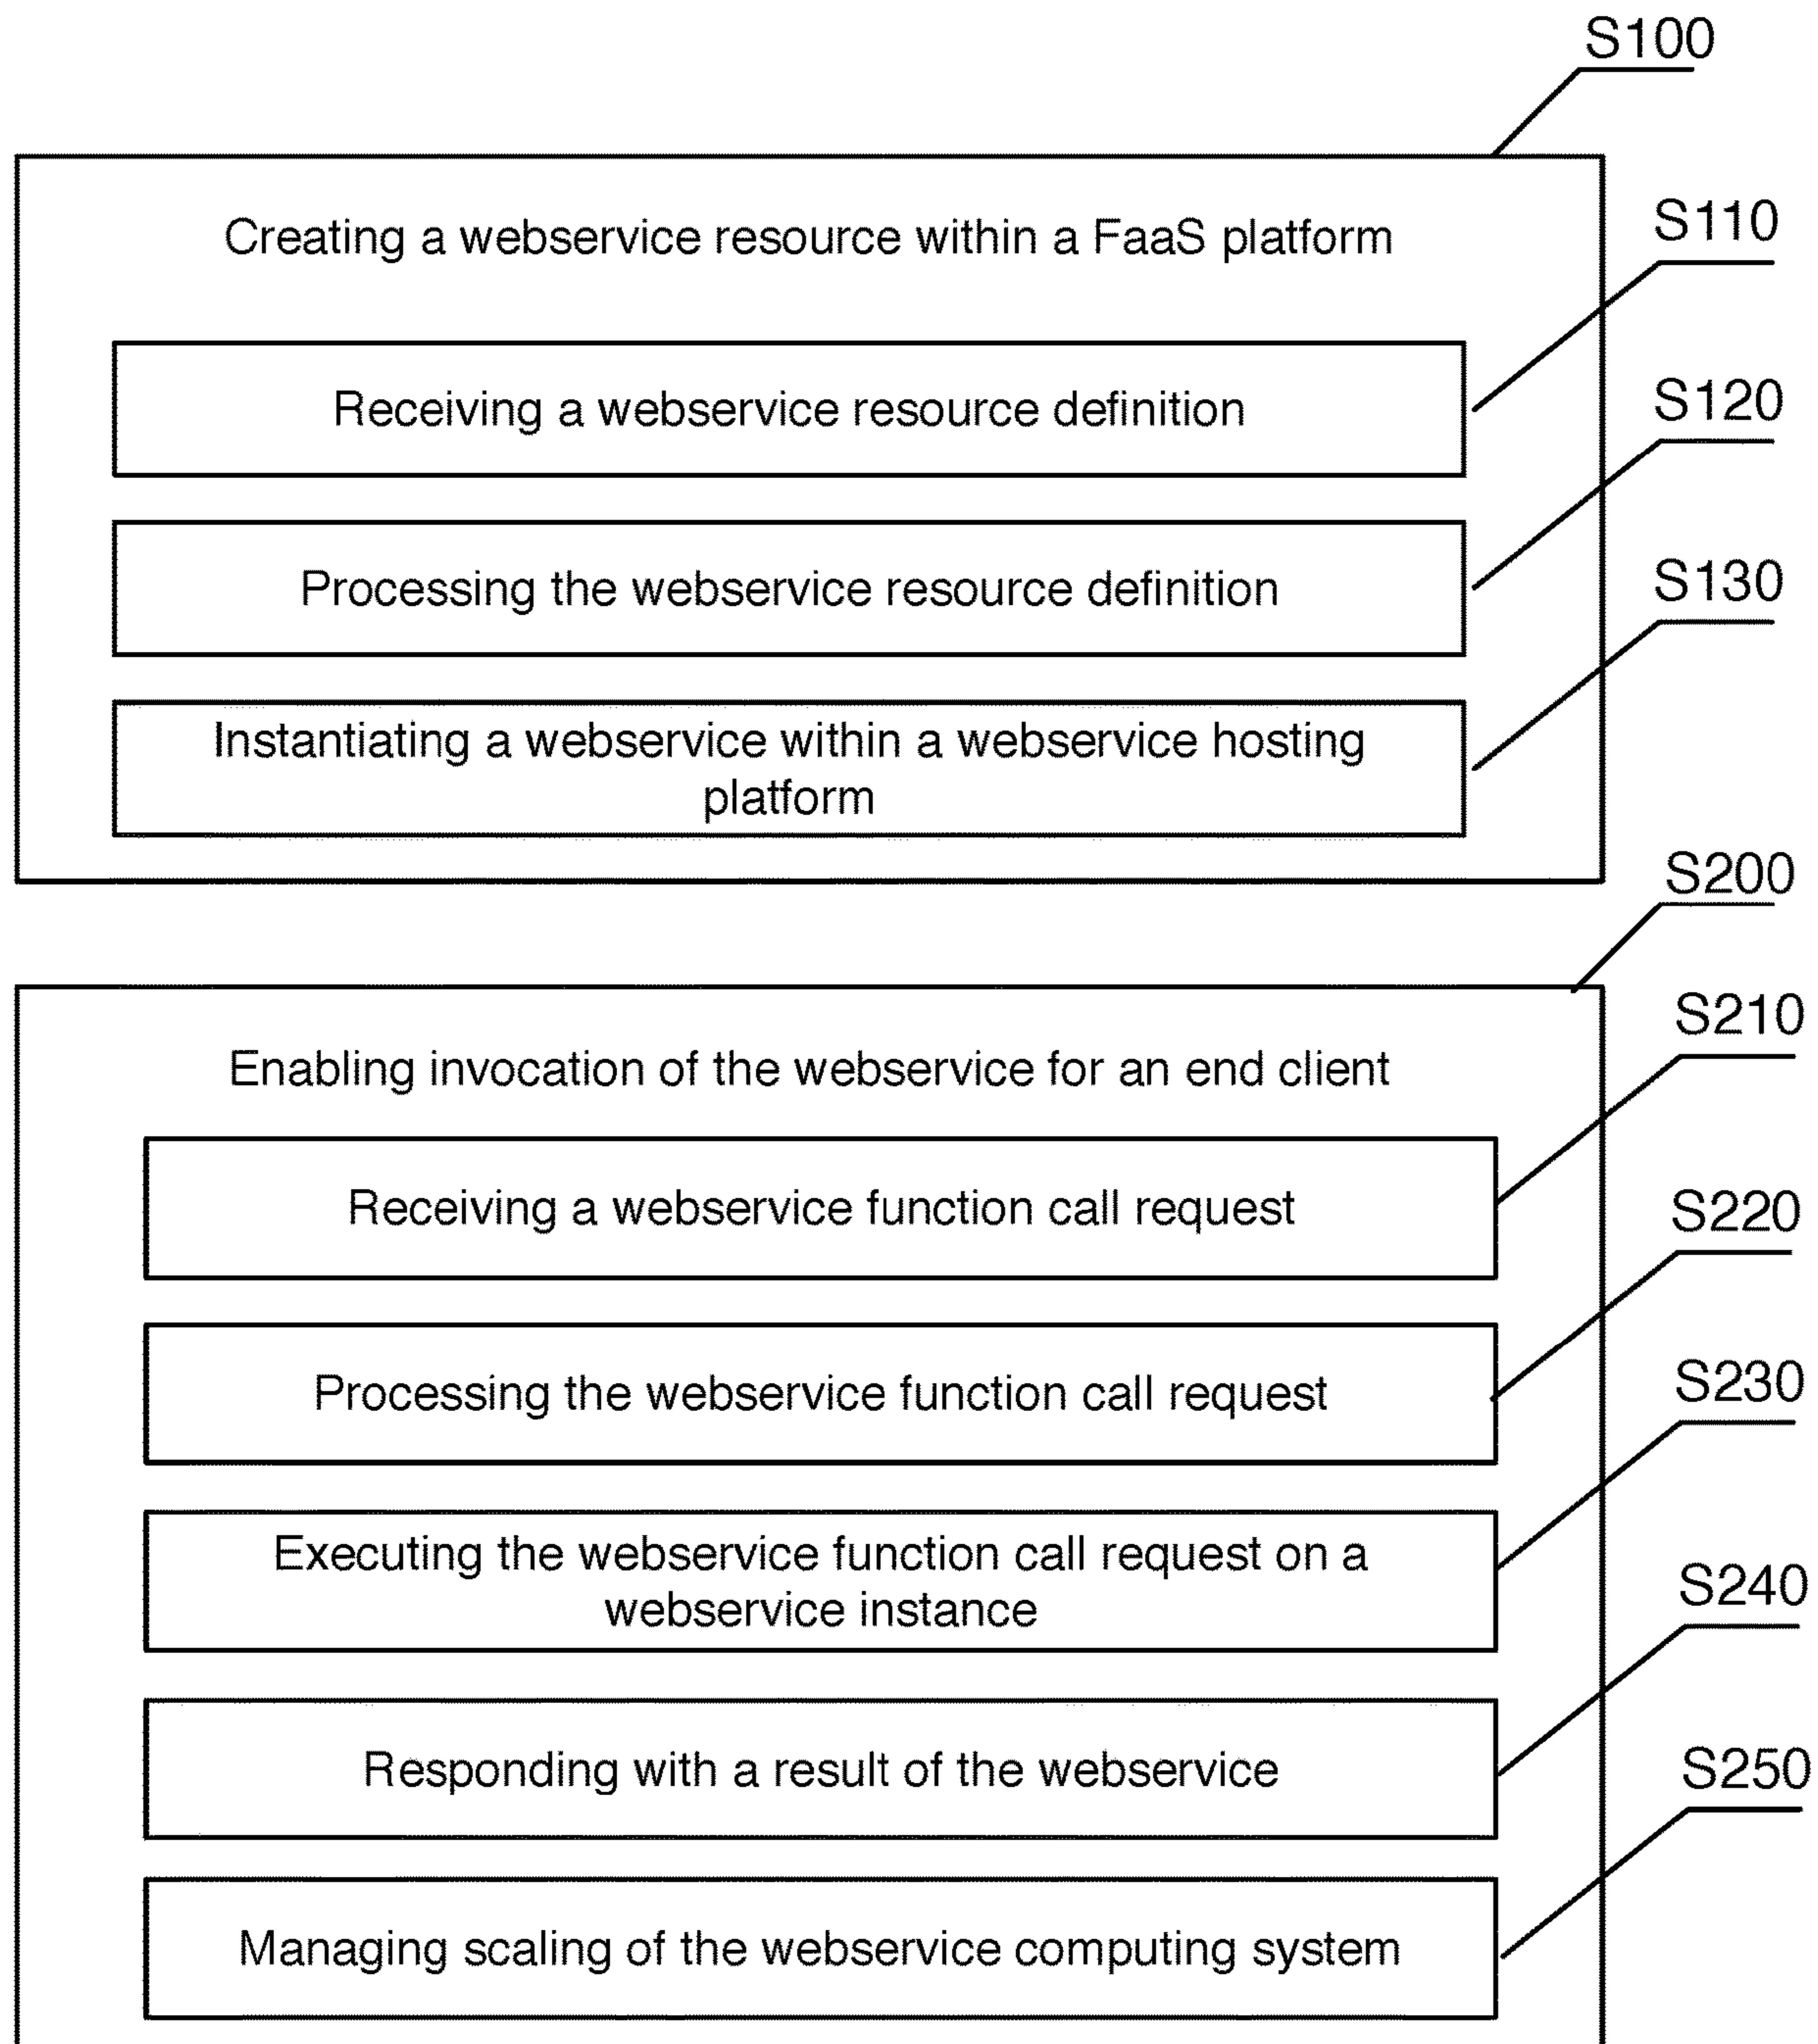 S100
Creating a webservice resource within a FaaS platform
S110
Receiving a webservice resource definition
S120
Processing the webservice resource definition
S130
Instantiating a webservice within a webservice hosting
platform
S200
Enabling invocation of the webservice for an end client
S210
Receiving a webservice function call request
S220
Processing the webservice function call request
S230
Executing the webservice function call request on a
webservice instance
S240
Responding with a result of the webservice
S250
Managing scaling of the webservice computing system